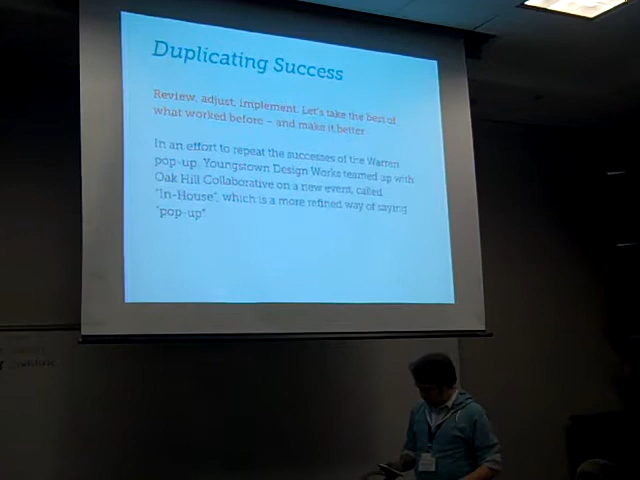 Duplicating Success
Review, adjust, implement. Let's take the best of
what worked before – and make it better
In an effort to repeat the successes of the Warren
pop-up, Youngstown Design Works teamed up with
Oak Hill Collaborative on a new event, called
"In-House", which is a more refined way of saying
"pop-up"